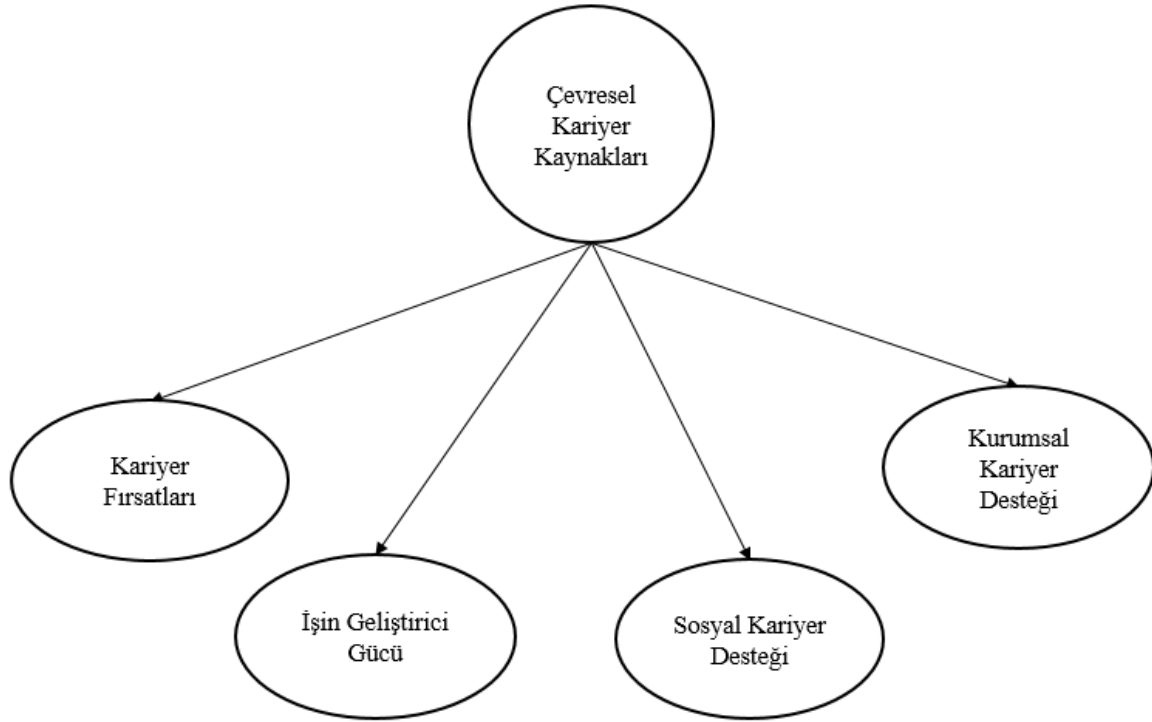 Çevresel
Kariyer
Kaynakları
Kariyer
Fırsatları
İşin Geliştirici
Gücü
Sosyal Kariyer
Desteği
Kurumsal
Kariyer
Desteği